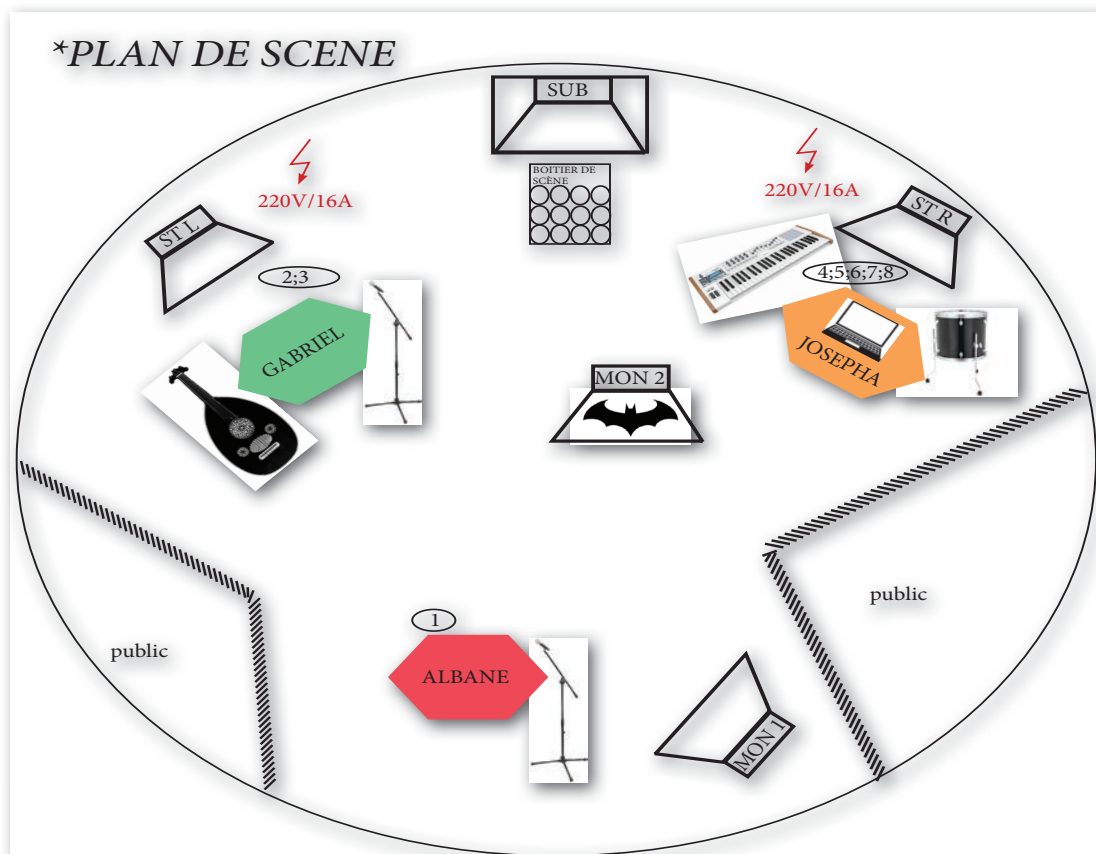 *PLAN DE SCENE
SUB
BOITIER DE
SCÈNE
220V/16A
220V/16A
ST L
ST R
2;3
4;5;6;7;8
GABRIEL
JOSEPHA
MON 2
public
public
1
ALBANE
MON 1